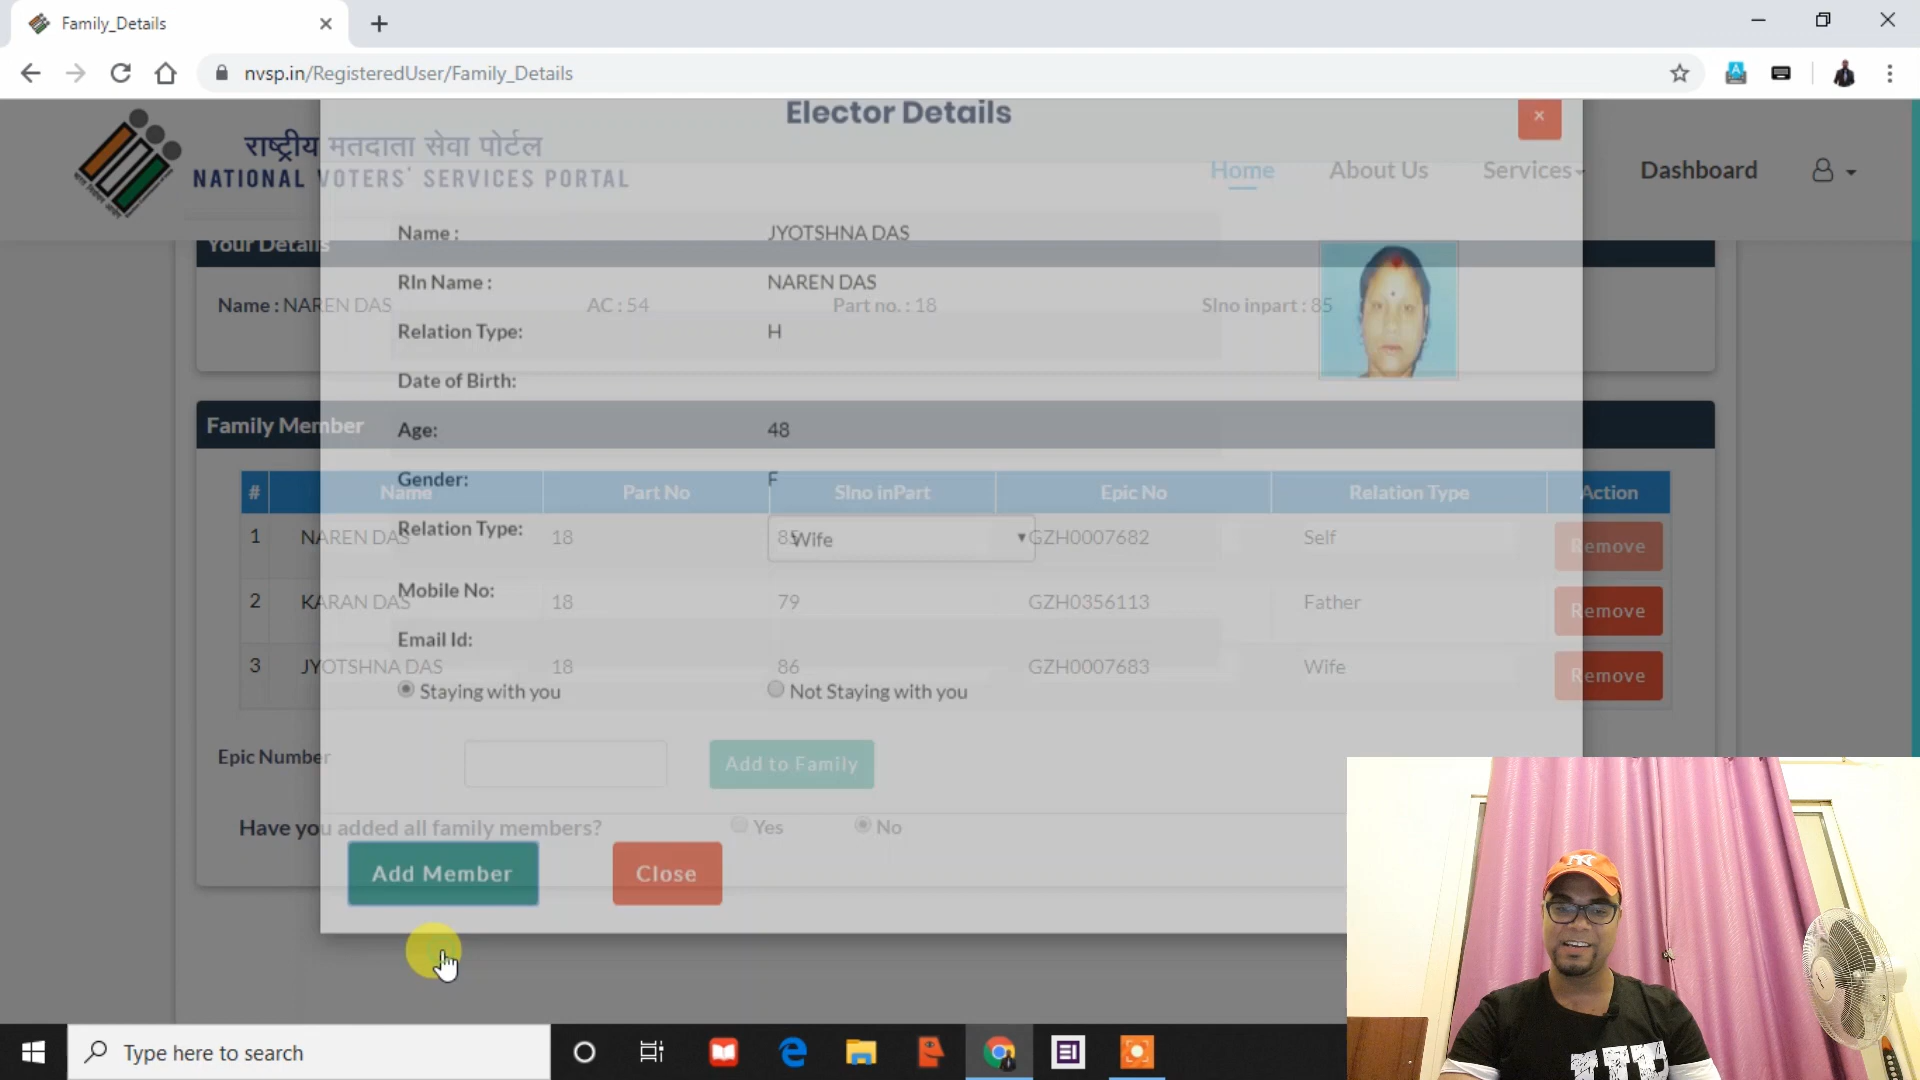 Family_Details
nvsp.in/RegisteredUser/Family_Details
Elector Details
×
राष्ट्रीय मतदाता सेवा पोर्टल
NATIONAL VOTERS' SERVICES PORTAL
Home About Us Services Dashboard
Your Details
Name : JYOTSHNA DAS
Rln Name : NAREN DAS
Name : NAREN DAS AC : 54 Part no. : 18 Slno inpart : 85
Relation Type: H
Date of Birth:
Family Member
Age: 48
Gender: F
# Name Part No Slno inPart Epic No Relation Type Action
Relation Type: Wife
1 NAREN DAS 18 85 GZH0007682 Self Remove
Mobile No:
2 KARAN DAS 18 79 GZH0356113 Father Remove
Email Id:
3 JYOTSHNA DAS 18 86 GZH0007683 Wife Remove
Staying with you Not Staying with you
Epic Number Add to Family
Have you added all family members? Yes No
Add Member Close
Type here to search